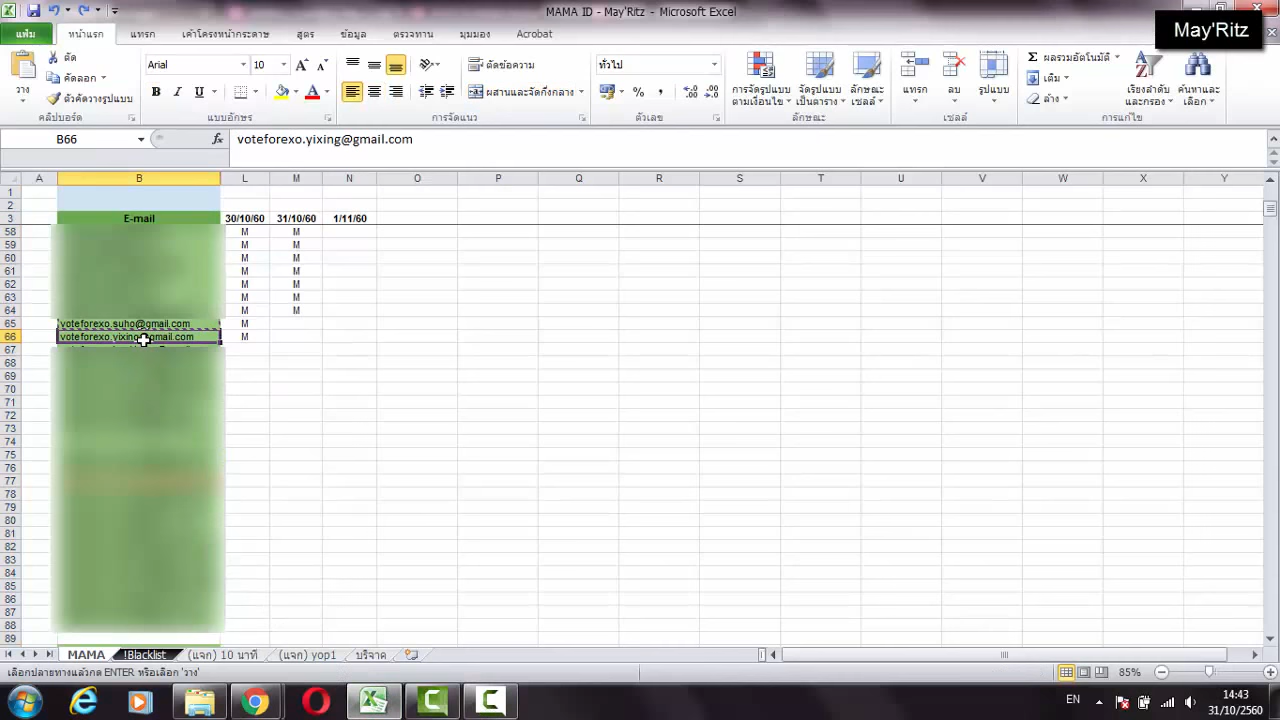 MAMA ID - May'Ritz - Microsoft Excel
May'Ritz
แฟ้ม หน้าแรก แทรก เค้าโครงหน้ากระดาษ สูตร ข้อมูล ตรวจทาน มุมมอง Acrobat
วาง
ตัด
คัดลอก
ตัวคัดวางรูปแบบ
คลิปบอร์ด
Arial 10
B I U
แบบอักษร
ตัดข้อความ
ผสานและจัดกึ่งกลาง
การจัดแนว
ทั่วไป
%
ตัวเลข
การจัดรูปแบบ
ตามเงื่อนไข
จัดรูปแบบ
เป็นตาราง
สไตล์
เซลล์
ลักษณะ
แทรก ลบ รูปแบบ
เซลล์
Σ ผลรวมอัตโนมัติ
เติม
ล้าง
เรียงลำดับ
และกรอง
ค้นหาและ
เลือก
การแก้ไข
B66 fx voteforexo.yixing@gmail.com
A B L M N O P Q R S T U V W X Y
1
2
3 E-mail 30/10/60 31/10/60 1/11/60
58 M M
59 M M
60 M M
61 M M
62 M M
63 M M
64 M M
65 voteforexo.suho@gmail.com M
66 voteforexo.yixing@gmail.com M
67
68
69
70
71
72
73
74
75
76
77
78
79
80
81
82
83
84
85
86
87
88
89
MAMA !Blacklist (แจก) 10 นาที (แจก) yop1 บริจาค
เลือกปลายทางแล้วกด ENTER หรือเลือก 'วาง' 85%
EN 14:43
31/10/2560